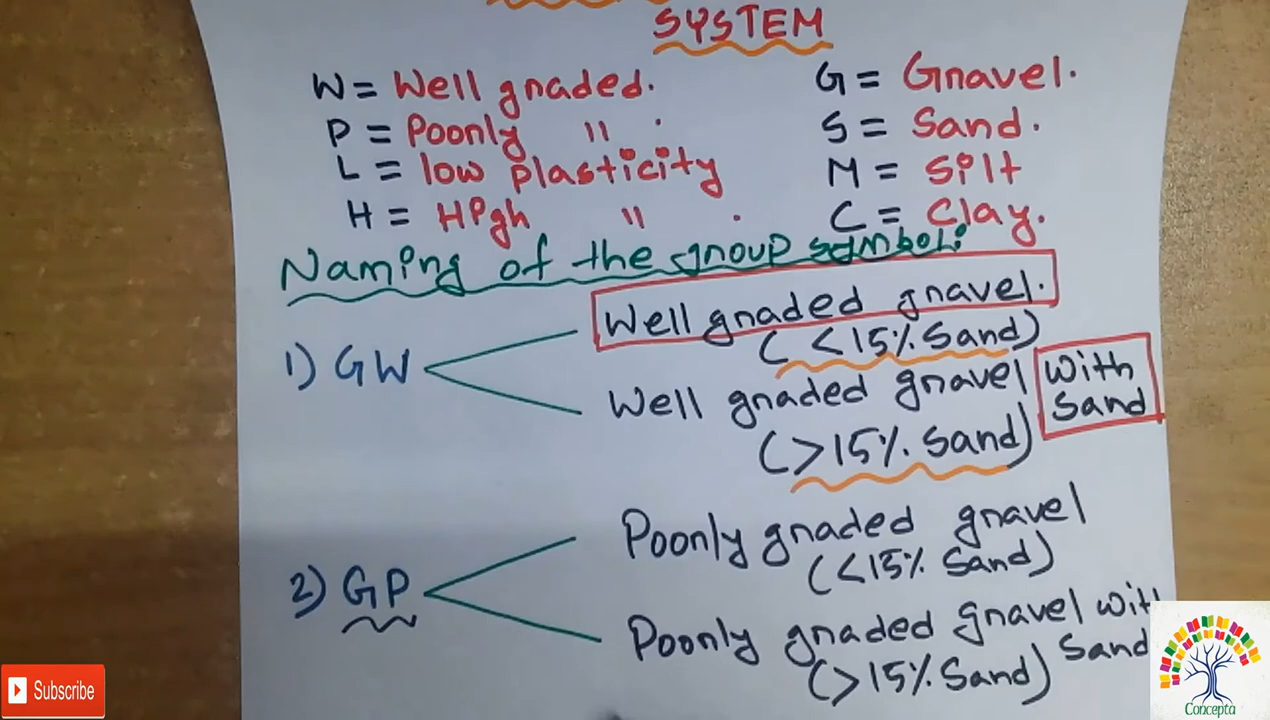 SYSTEM
W = Well graded.
P = Poorly " .
L = low plasticity
H = High " .
G = Gravel.
S = Sand.
M = Silt
C = Clay.
Naming of the group symbol:
1) GW
Well graded gravel.
( <15% Sand)
Well graded gravel with Sand
(>15% Sand)
2) GP
Poorly graded gravel
(<15% Sand)
Poorly graded gravel with Sand
(>15% Sand)
Subscribe
Concepta